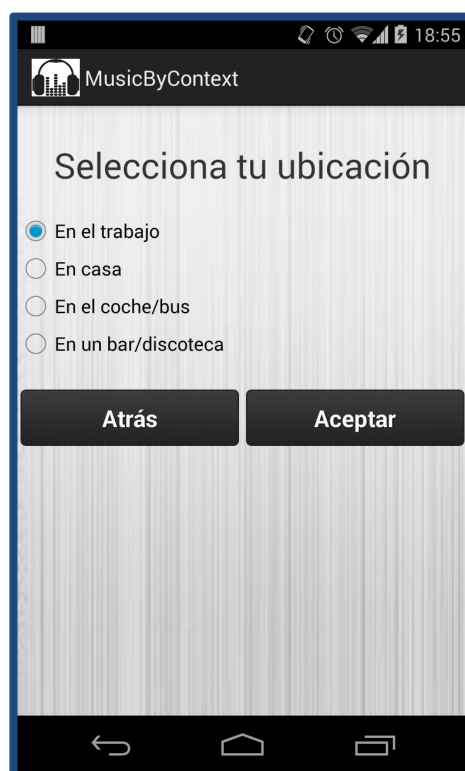 18:55
MusicByContext
Selecciona tu ubicación
En el trabajo
En casa
En el coche/bus
En un bar/discoteca
Atrás Aceptar